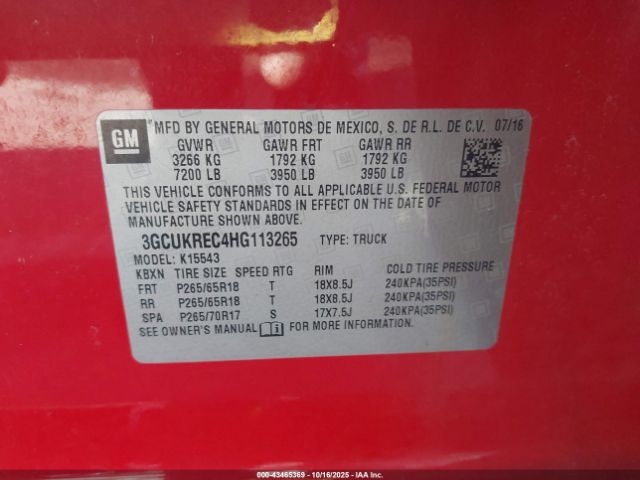 GM "MFD BY GENERAL MOTORS DE MEXICO, S. DE R.L. DE C.V. 07/16
GVWR GAWR FRT GAWR RR
3266 KG 1792 KG 1792 KG
7200 LB 3950 LB 3950 LB
THIS VEHICLE CONFORMS TO ALL APPLICABLE U.S. FEDERAL MOTOR
VEHICLE SAFETY STANDARDS IN EFFECT ON THE DATE OF
MANUFACTURE SHOWN ABOVE.
3GCUKREC4HG113265 TYPE: TRUCK
MODEL: K15543
KBXN TIRE SIZE SPEED RTG RIM COLD TIRE PRESSURE
FRT P265/65R18 T 18X8.5J 240KPA(35PSI)
RR P265/65R18 T 18X8.5J 240KPA(35PSI)
SPA P265/70R17 S 17X7.5J 240KPA(35PSI)
SEE OWNER'S MANUAL FOR MORE INFORMATION.
000-43465369 | 10/16/2025 | IAA Inc.